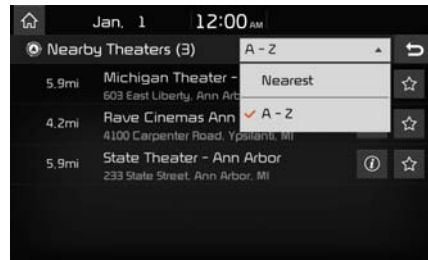 Jan. 1 12:00 AM
Nearby Theaters (3) A - Z
Nearest
A - Z
5.9mi Michigan Theater -
603 East Liberty, Ann Arb
4.2mi Rave Cinemas Ann
4100 Carpenter Road, Ypsilanti, MI
5.9mi State Theater - Ann Arbor
233 State Street, Ann Arbor, MI